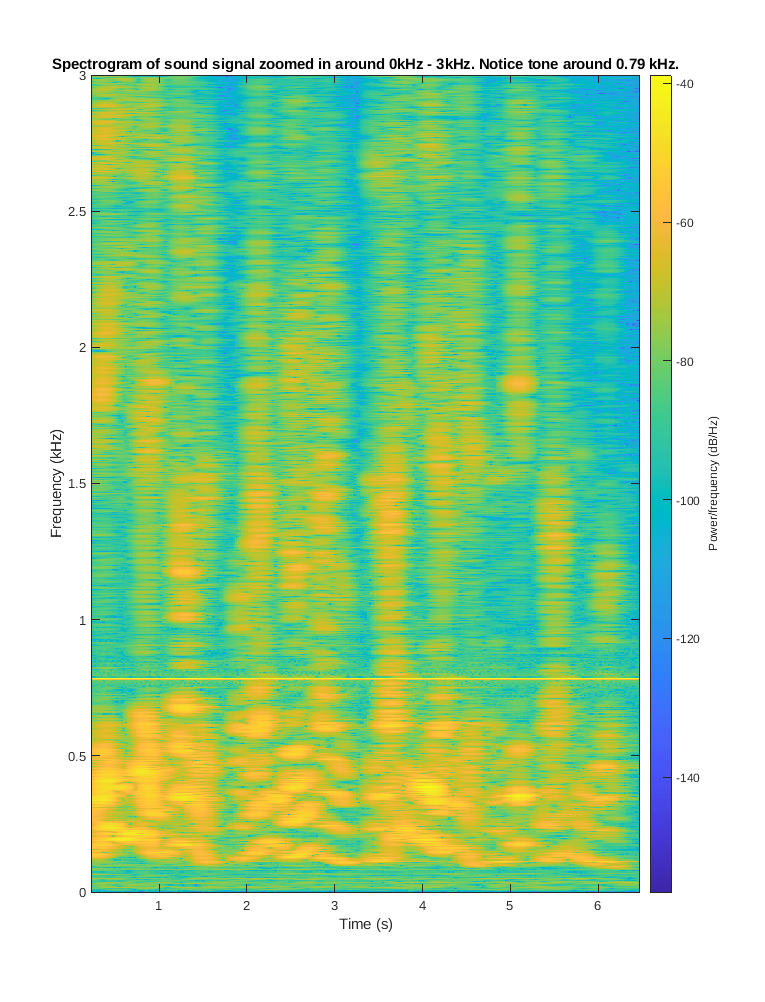 Spectrogram of sound signal zoomed in around 0kHz - 3kHz. Notice tone around 0.79 kHz.
3
2.5
2
1.5
1
0.5
0
Frequency (kHz)
1 2 3 4 5 6
Time (s)
-40
-60
-80
-100
-120
-140
Power/frequency (dB/Hz)